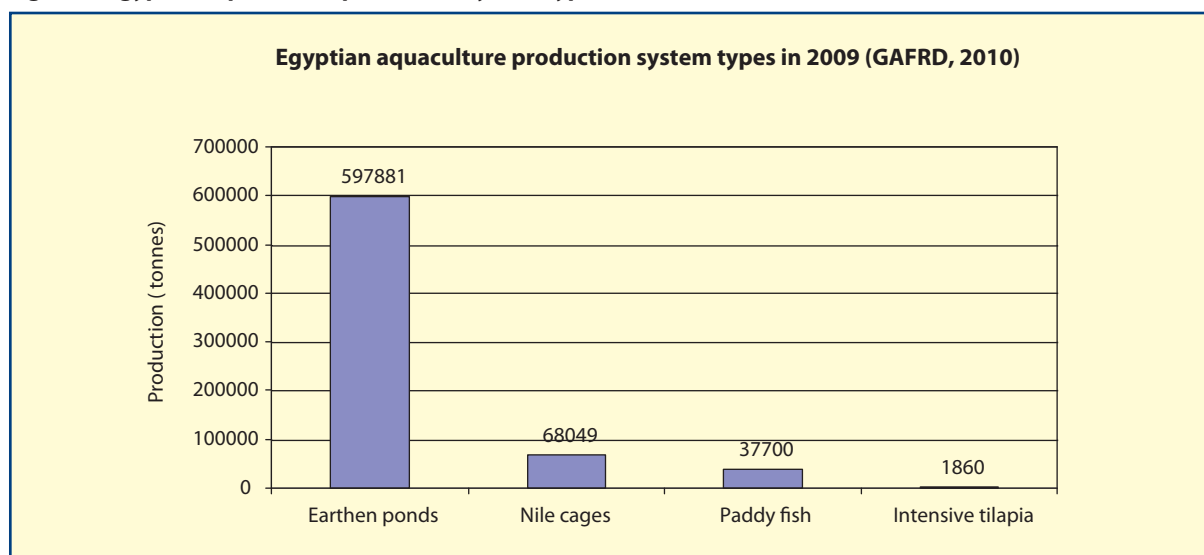 Egyptian aquaculture production system types in 2009 (GAFRD, 2010)
Production ( tonnes)
700000
600000
500000
400000
300000
200000
100000
0
597881
68049
37700
1860
Earthen ponds
Nile cages
Paddy fish
Intensive tilapia